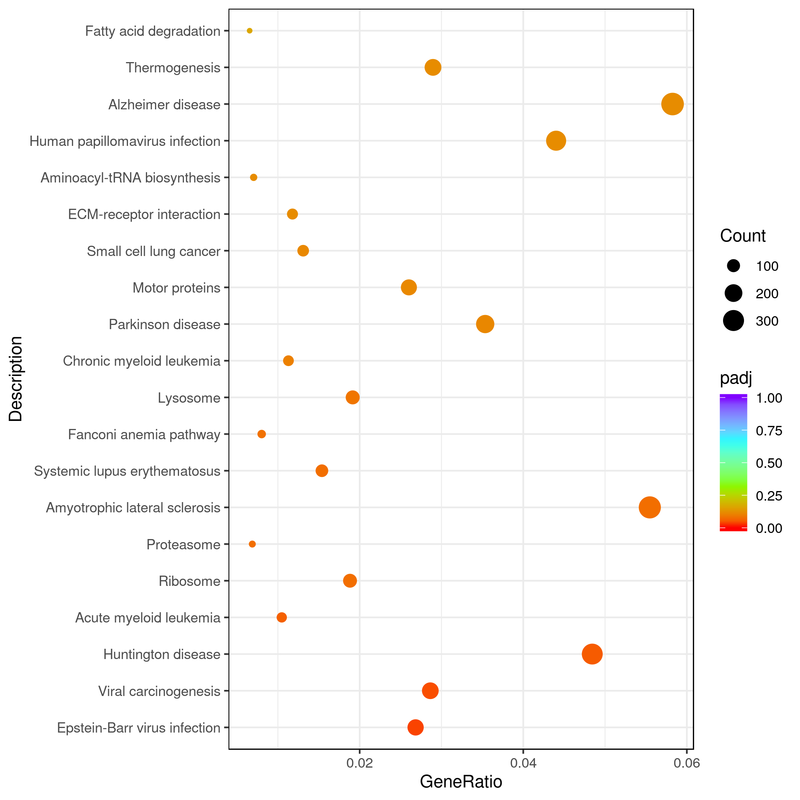 Fatty acid degradation
Thermogenesis
Alzheimer disease
Human papillomavirus infection
Aminoacyl-tRNA biosynthesis
ECM-receptor interaction
Small cell lung cancer
Motor proteins
Parkinson disease
Chronic myeloid leukemia
Lysosome
Fanconi anemia pathway
Systemic lupus erythematosus
Amyotrophic lateral sclerosis
Proteasome
Ribosome
Acute myeloid leukemia
Huntington disease
Viral carcinogenesis
Epstein-Barr virus infection
Description
0.02 0.04 0.06
GeneRatio
Count
100
200
300
padj
1.00
0.75
0.50
0.25
0.00